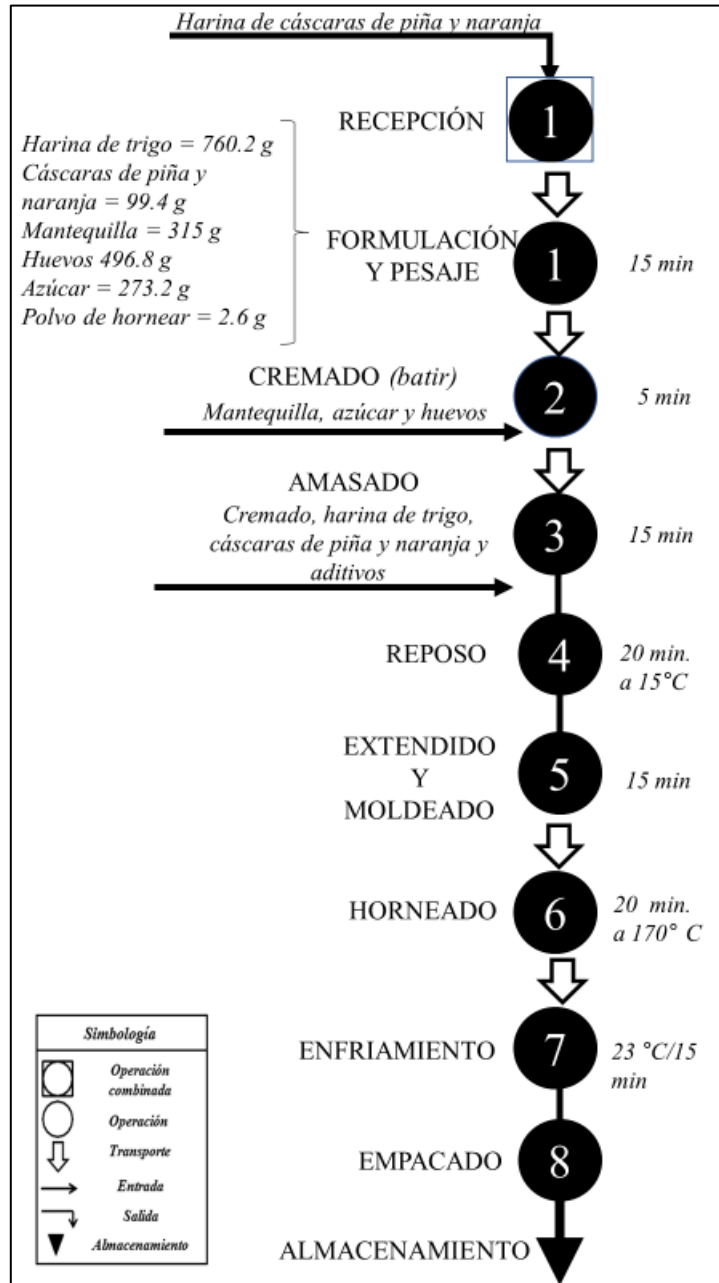 Harina de cáscaras de piña y naranja
RECEPCIÓN
1
Harina de trigo = 760.2 g
Cáscaras de piña y
naranja = 99.4 g
Mantequilla = 315 g
Huevos 496.8 g
Azúcar = 273.2 g
Polvo de hornear = 2.6 g
FORMULACIÓN
Y PESAJE
1
15 min
CREMADO (batir)
Mantequilla, azúcar y huevos
2
5 min
AMASADO
Cremado, harina de trigo,
cáscaras de piña y naranja y
aditivos
3
15 min
REPOSO
4
20 min.
a 15°C
EXTENDIDO
Y
MOLDEADO
5
15 min
HORNEADO
6
20 min.
a 170° C
ENFRIAMIENTO
7
23 °C/15
min
EMPACADO
8
ALMACENAMIENTO
Simbología
Operación
combinada
Operación
Transporte
Entrada
Salida
Almacenamiento